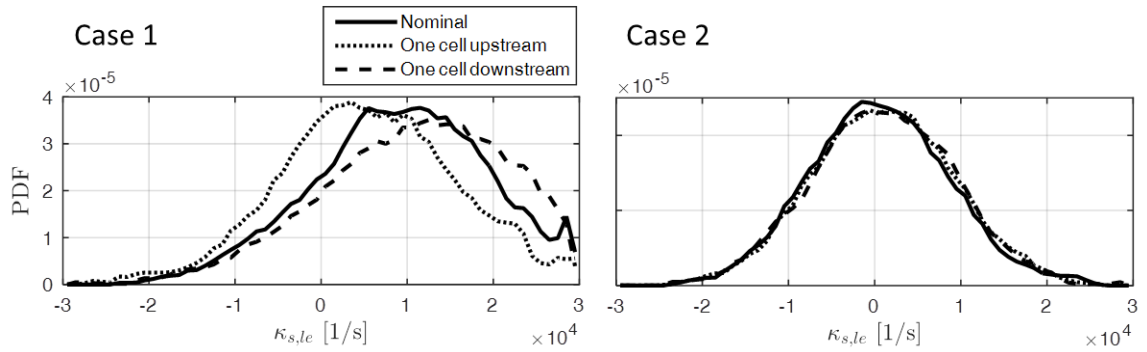 Case 1
Nominal
One cell upstream
One cell downstream
Case 2
×10⁻⁵
×10⁻⁵
4
3
2
1
0
PDF
-3 -2 -1 0 1 2 3
-3 -2 -1 0 1 2 3
κs,le [1/s] ×10⁴
κs,le [1/s] ×10⁴